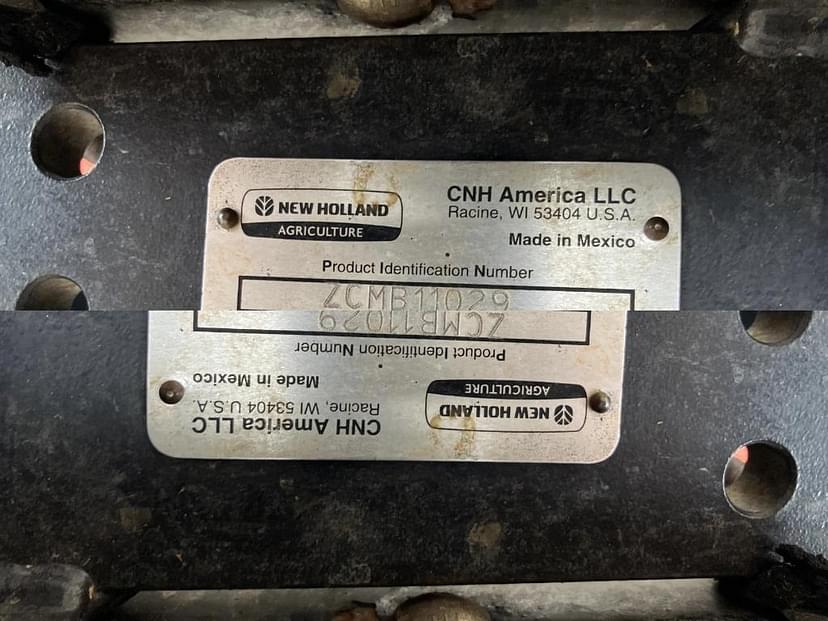 NEW HOLLAND
AGRICULTURE
CNH America LLC
Racine, WI 53404 U.S.A.
Made in Mexico
Product Identification Number
ZCMB11029
NEW HOLLAND
AGRICULTURE
CNH America LLC
Racine, WI 53404 U.S.A.
Made in Mexico
Product Identification Number
ZCMB11029